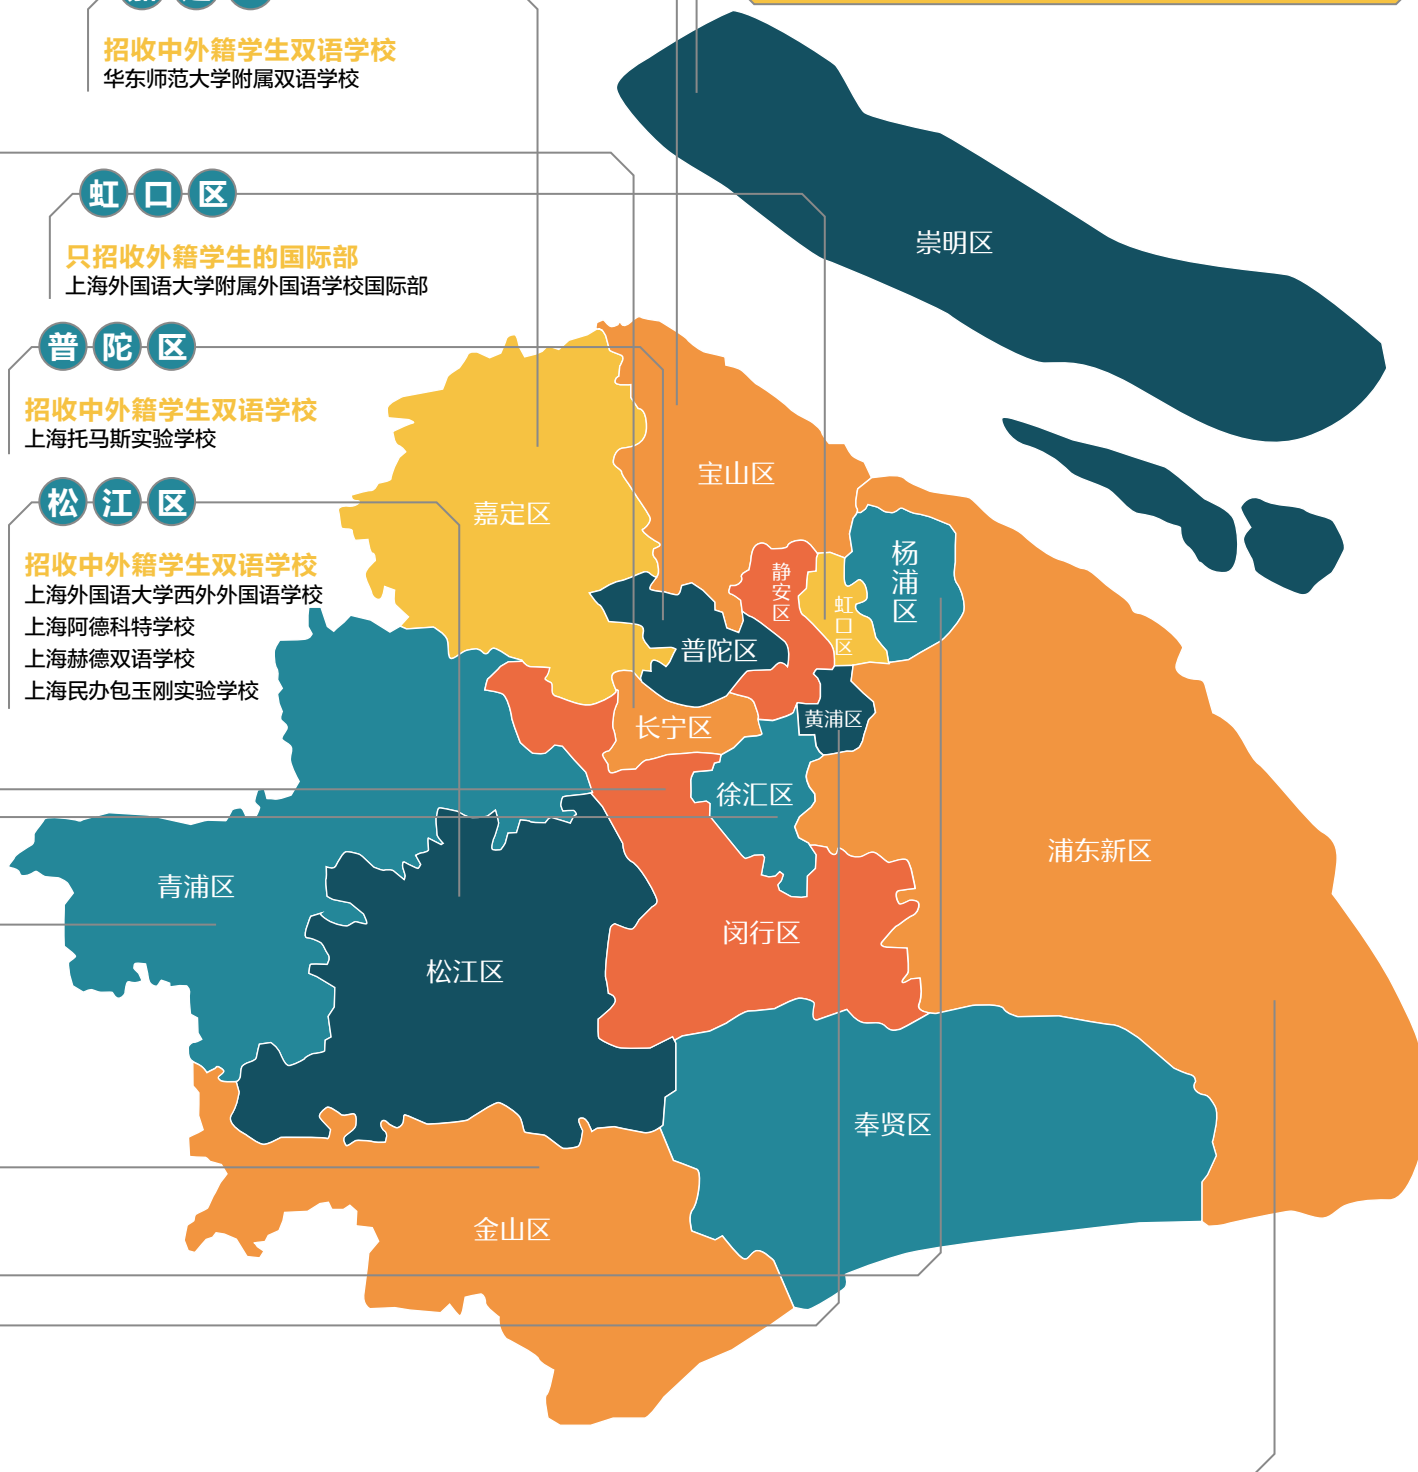 招收中外籍学生双语学校
华东师范大学附属双语学校
虹口区
只招收外籍学生的国际部
上海外国语大学附属外国语学校国际部
普陀区
招收中外籍学生双语学校
上海托马斯实验学校
松江区
招收中外籍学生双语学校
上海外国语大学西外外国语学校
上海阿德科特学校
上海赫德双语学校
上海民办包玉刚实验学校
崇明区
宝山区
嘉定区
杨浦区
静安区
虹口区
普陀区
黄浦区
长宁区
徐汇区
浦东新区
青浦区
闵行区
松江区
奉贤区
金山区